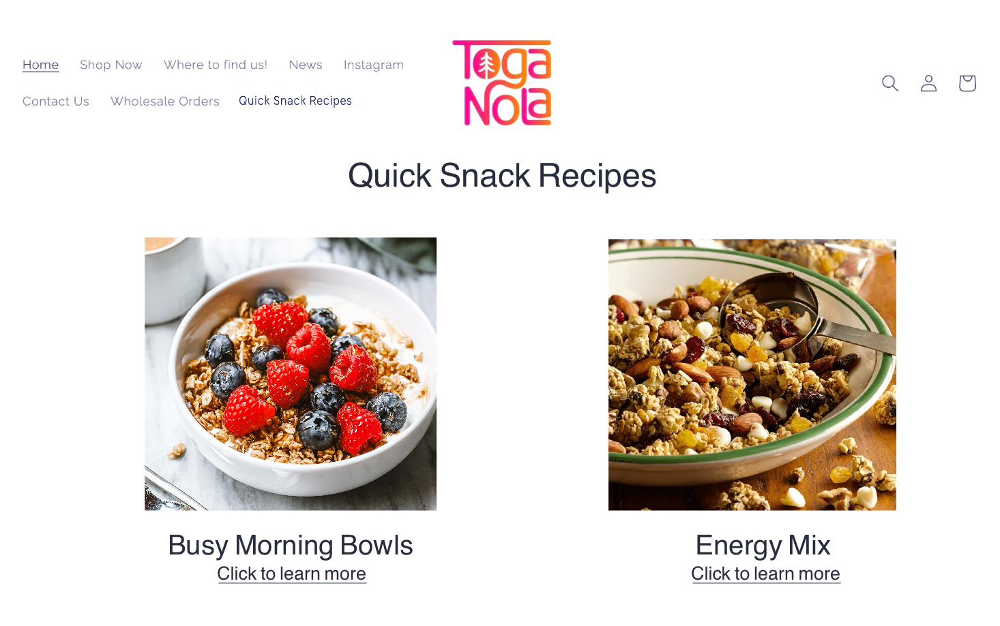 Home Shop Now Where to find us! News Instagram
Contact Us Wholesale Orders Quick Snack Recipes
Toga
Nola
Quick Snack Recipes
Busy Morning Bowls
Click to learn more
Energy Mix
Click to learn more